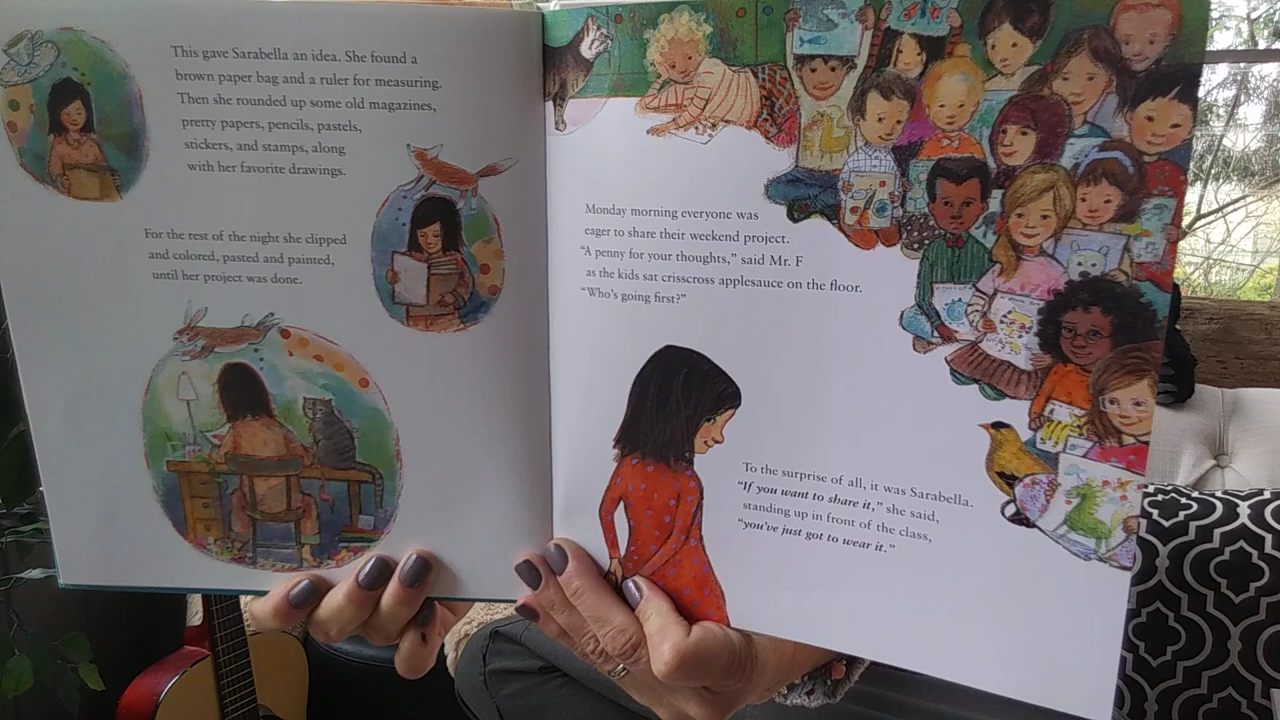 This gave Sarabella an idea. She found a
brown paper bag and a ruler for measuring.
Then she rounded up some old magazines,
pretty papers, pencils, pastels,
stickers, and stamps, along
with her favorite drawings.
For the rest of the night she clipped
and colored, pasted and painted,
until her project was done.
Monday morning everyone was
eager to share their weekend project.
“A penny for your thoughts,” said Mr. F
as the kids sat crisscross applesauce on the floor.
“Who’s going first?”
To the surprise of all, it was Sarabella.
“If you want to share it,” she said,
standing up in front of the class,
“you’ve just got to wear it.”